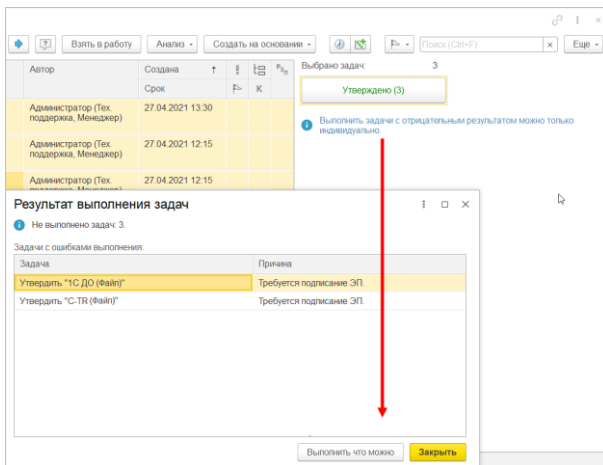 Взять в работу
Анализ
Создать на основании
Поиск (Ctrl+F)
×
Еще
Автор
Создана ↑
Срок
К
Выбрано задач: 3
Утверждено (3)
Выполнить задачи с отрицательным результатом можно только
индивидуально.
Администратор (Тех.
поддержка, Менеджер)
27.04.2021 13:30
Администратор (Тех.
поддержка, Менеджер)
27.04.2021 12:15
Администратор (Тех.
27.04.2021 12:15
Результат выполнения задач
Не выполнено задач: 3.
Задачи с ошибками выполнения:
Задача
Причина
Утвердить "1С ДО (Файл)"
Требуется подписание ЭП.
Утвердить "C-TR (Файл)"
Требуется подписание ЭП.
Выполнить что можно
Закрыть